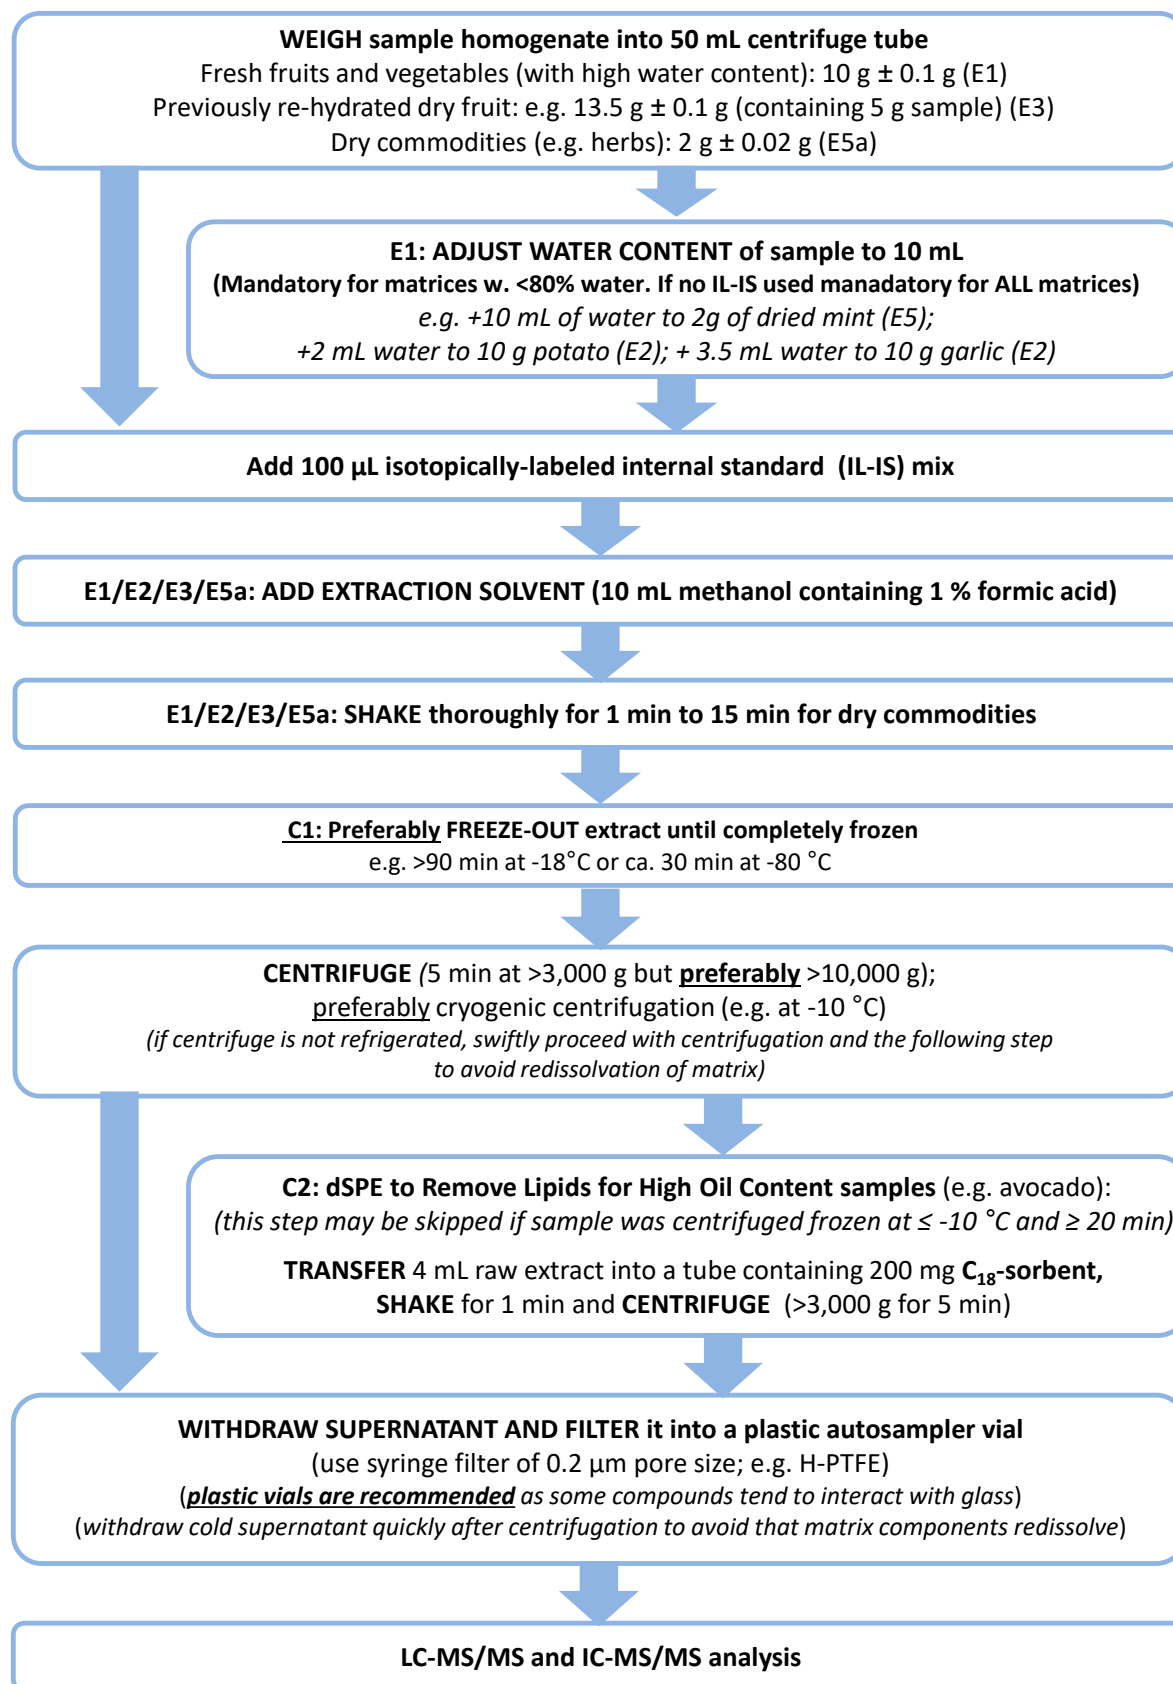 WEIGH sample homogenate into 50 mL centrifuge tube
Fresh fruits and vegetables (with high water content): 10 g ± 0.1 g (E1)
Previously re-hydrated dry fruit: e.g. 13.5 g ± 0.1 g (containing 5 g sample) (E3)
Dry commodities (e.g. herbs): 2 g ± 0.02 g (E5a)
E1: ADJUST WATER CONTENT of sample to 10 mL
(Mandatory for matrices w. <80% water. If no IL-IS used manadatory for ALL matrices)
e.g. +10 mL of water to 2g of dried mint (E5);
+2 mL water to 10 g potato (E2); + 3.5 mL water to 10 g garlic (E2)
Add 100 µL isotopically-labeled internal standard (IL-IS) mix
E1/E2/E3/E5a: ADD EXTRACTION SOLVENT (10 mL methanol containing 1 % formic acid)
E1/E2/E3/E5a: SHAKE thoroughly for 1 min to 15 min for dry commodities
C1: Preferably FREEZE-OUT extract until completely frozen
e.g. >90 min at -18°C or ca. 30 min at -80 °C
CENTRIFUGE (5 min at >3,000 g but preferably >10,000 g);
preferably cryogenic centrifugation (e.g. at -10 °C)
(if centrifuge is not refrigerated, swiftly proceed with centrifugation and the following step
to avoid redissolvation of matrix)
C2: dSPE to Remove Lipids for High Oil Content samples (e.g. avocado):
(this step may be skipped if sample was centrifuged frozen at ≤ -10 °C and ≥ 20 min)
TRANSFER 4 mL raw extract into a tube containing 200 mg C₁₈-sorbent,
SHAKE for 1 min and CENTRIFUGE (>3,000 g for 5 min)
WITHDRAW SUPERNATANT AND FILTER it into a plastic autosampler vial
(use syringe filter of 0.2 µm pore size; e.g. H-PTFE)
(plastic vials are recommended as some compounds tend to interact with glass)
(withdraw cold supernatant quickly after centrifugation to avoid that matrix components redissolve)
LC-MS/MS and IC-MS/MS analysis